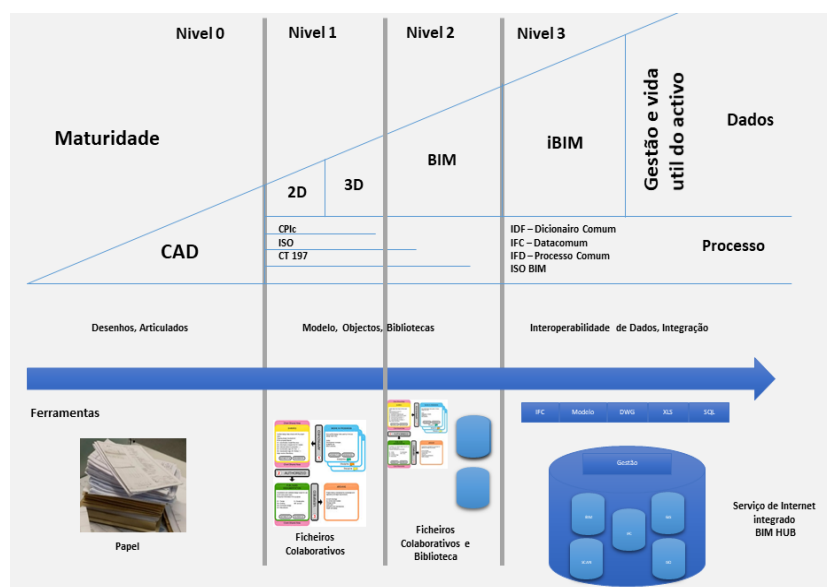 Nivel 0
Nivel 1
Nivel 2
Nivel 3
Maturidade
CAD
2D
3D
BIM
iBIM
Gestão e vida
util do activo
Dados
CPIc
ISO
CT 197
IDF – Dicionairo Comum
IFC – Datacomum
IFD – Processo Comum
ISO BIM
Processo
Desenhos, Articulados
Modelo, Objectos, Bibliotecas
Interoperabilidade de Dados, Integração
Ferramentas
IFC
Modelo
DWG
XLS
SQL
Gestão
Papel
Ficheiros
Colaborativos
Ficheiros
Colaborativos e
Biblioteca
Serviço de Internet
integrado
BIM HUB